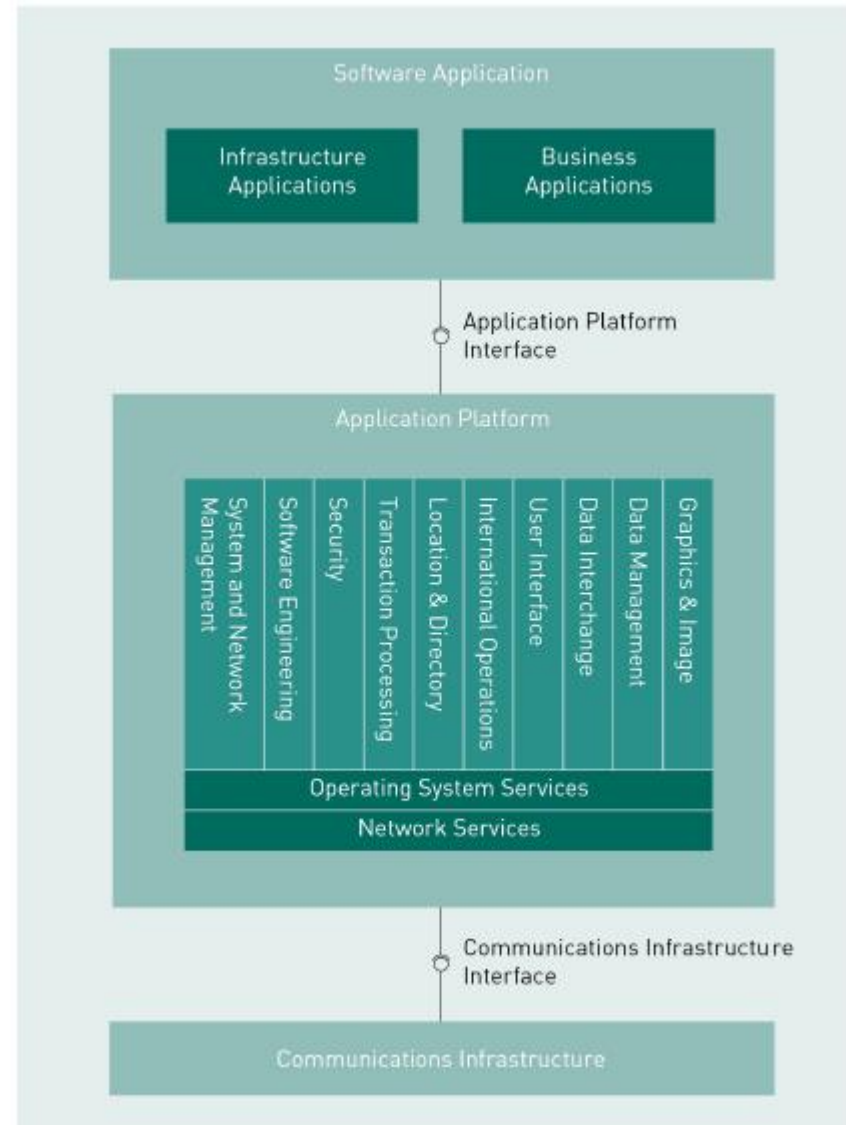 Software Application
Infrastructure
Applications
Business
Applications
Application Platform
Interface
Application Platform
System and Network
Management
Software Engineering
Security
Transaction Processing
Location & Directory
International Operations
User Interface
Data Interchange
Data Management
Graphics & Image
Operating System Services
Network Services
Communications Infrastructure
Interface
Communications Infrastructure